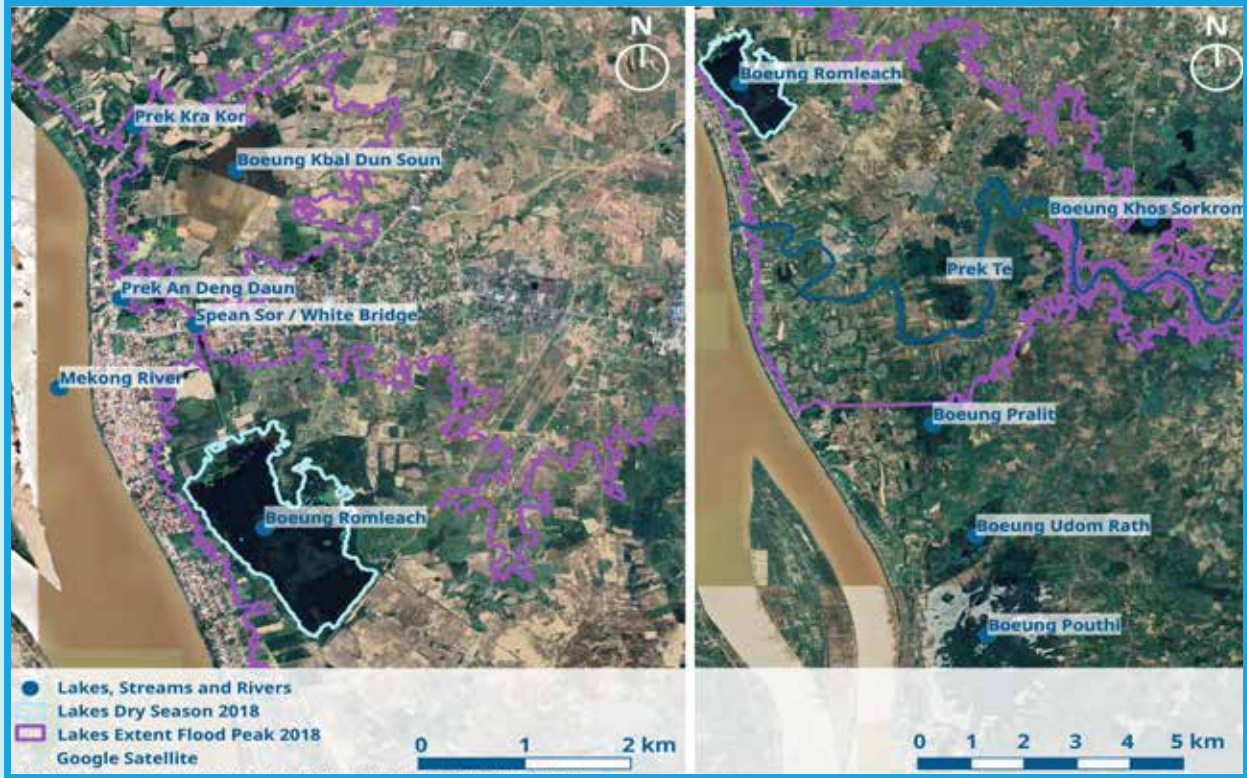 N
Prek Kra Kor
Boeung Kbal Dun Soun
Prek An Deng Daun
Spean Sor / White Bridge
Mekong River
Boeung Romleach
Lakes, Streams and Rivers
Lakes Dry Season 2018
Lakes Extent Flood Peak 2018
Google Satellite
0 1 2 km
N
Boeung Romleach
Boeung Khos Sorkrom
Prek Te
Boeung Pralit
Boeung Udom Rath
Boeung Pouthi
0 1 2 3 4 5 km